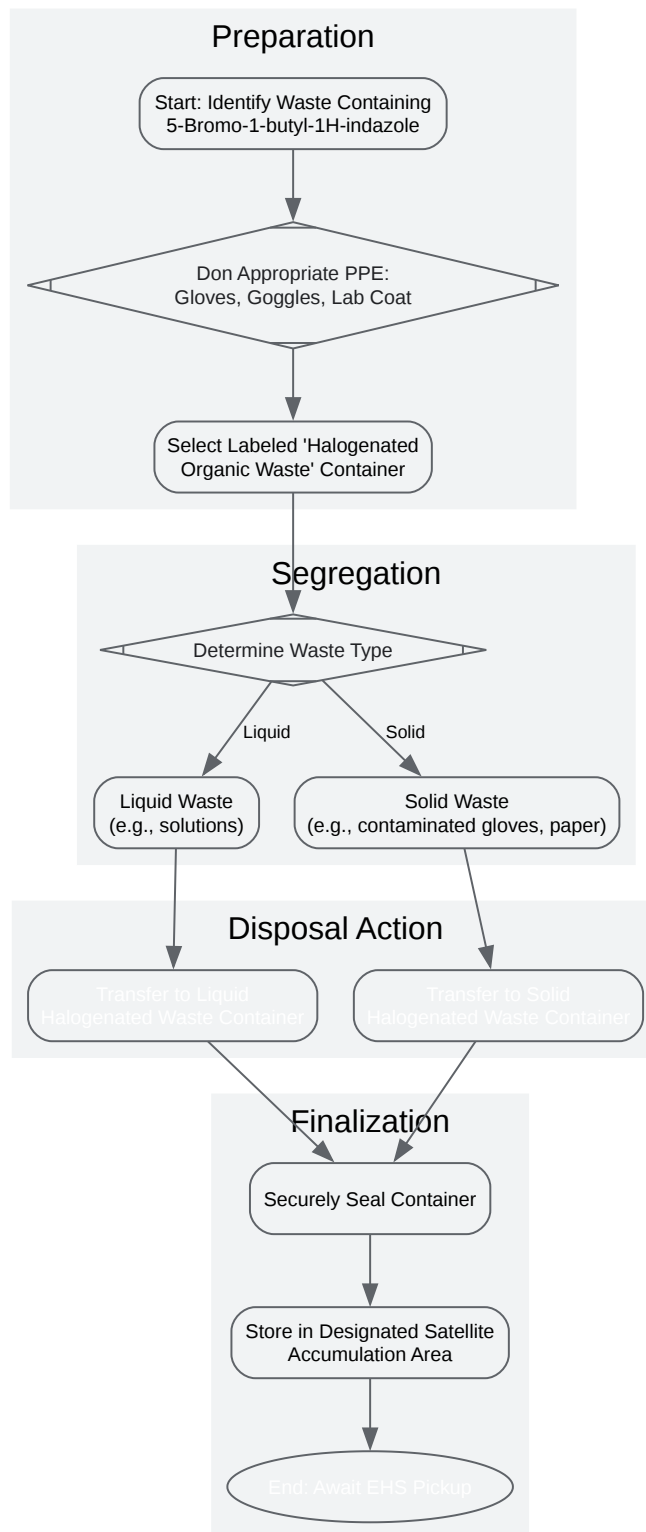 Preparation
Start: Identify Waste Containing
5-Bromo-1-butyl-1H-indazole
Don Appropriate PPE:
Gloves, Goggles, Lab Coat
Select Labeled 'Halogenated
Organic Waste' Container
Segregation
Determine Waste Type
Liquid
Solid
Liquid Waste
(e.g., solutions)
Solid Waste
(e.g., contaminated gloves, paper)
Disposal Action
Transfer to Liquid
Halogenated Waste Container
Transfer to Solid
Halogenated Waste Container
Finalization
Securely Seal Container
Store in Designated Satellite
Accumulation Area
End: Await EHS Pickup